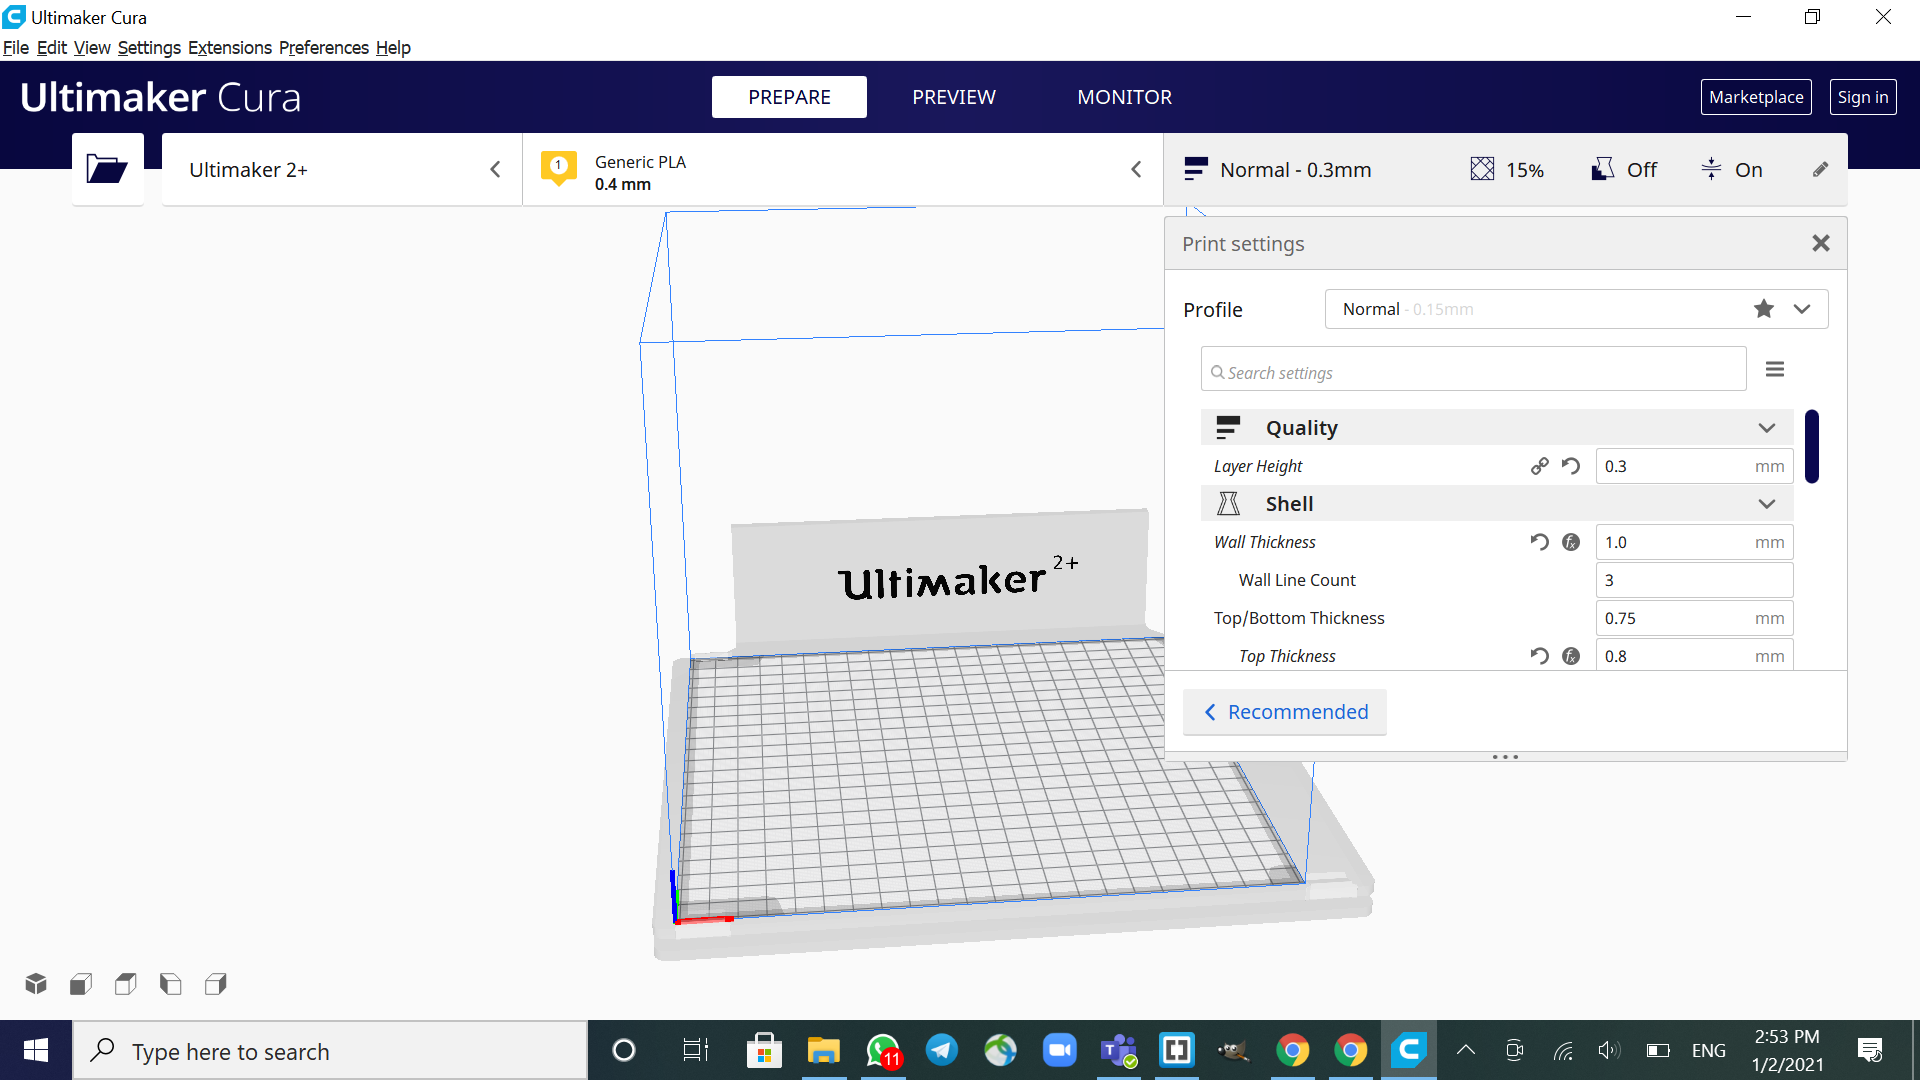 Ultimaker Cura
File Edit View Settings Extensions Preferences Help
Ultimaker Cura
PREPARE PREVIEW MONITOR
Marketplace Sign in
Ultimaker 2+
1
Generic PLA
0.4 mm
Normal - 0.3mm 15% Off On
Print settings
Profile Normal - 0.15mm
Search settings
Quality
Layer Height 0.3 mm
Shell
Wall Thickness fx 1.0 mm
Wall Line Count 3
Top/Bottom Thickness 0.75 mm
Top Thickness fx 0.8 mm
Recommended
Ultimaker 2+
Type here to search
11
ENG
2:53 PM
1/2/2021